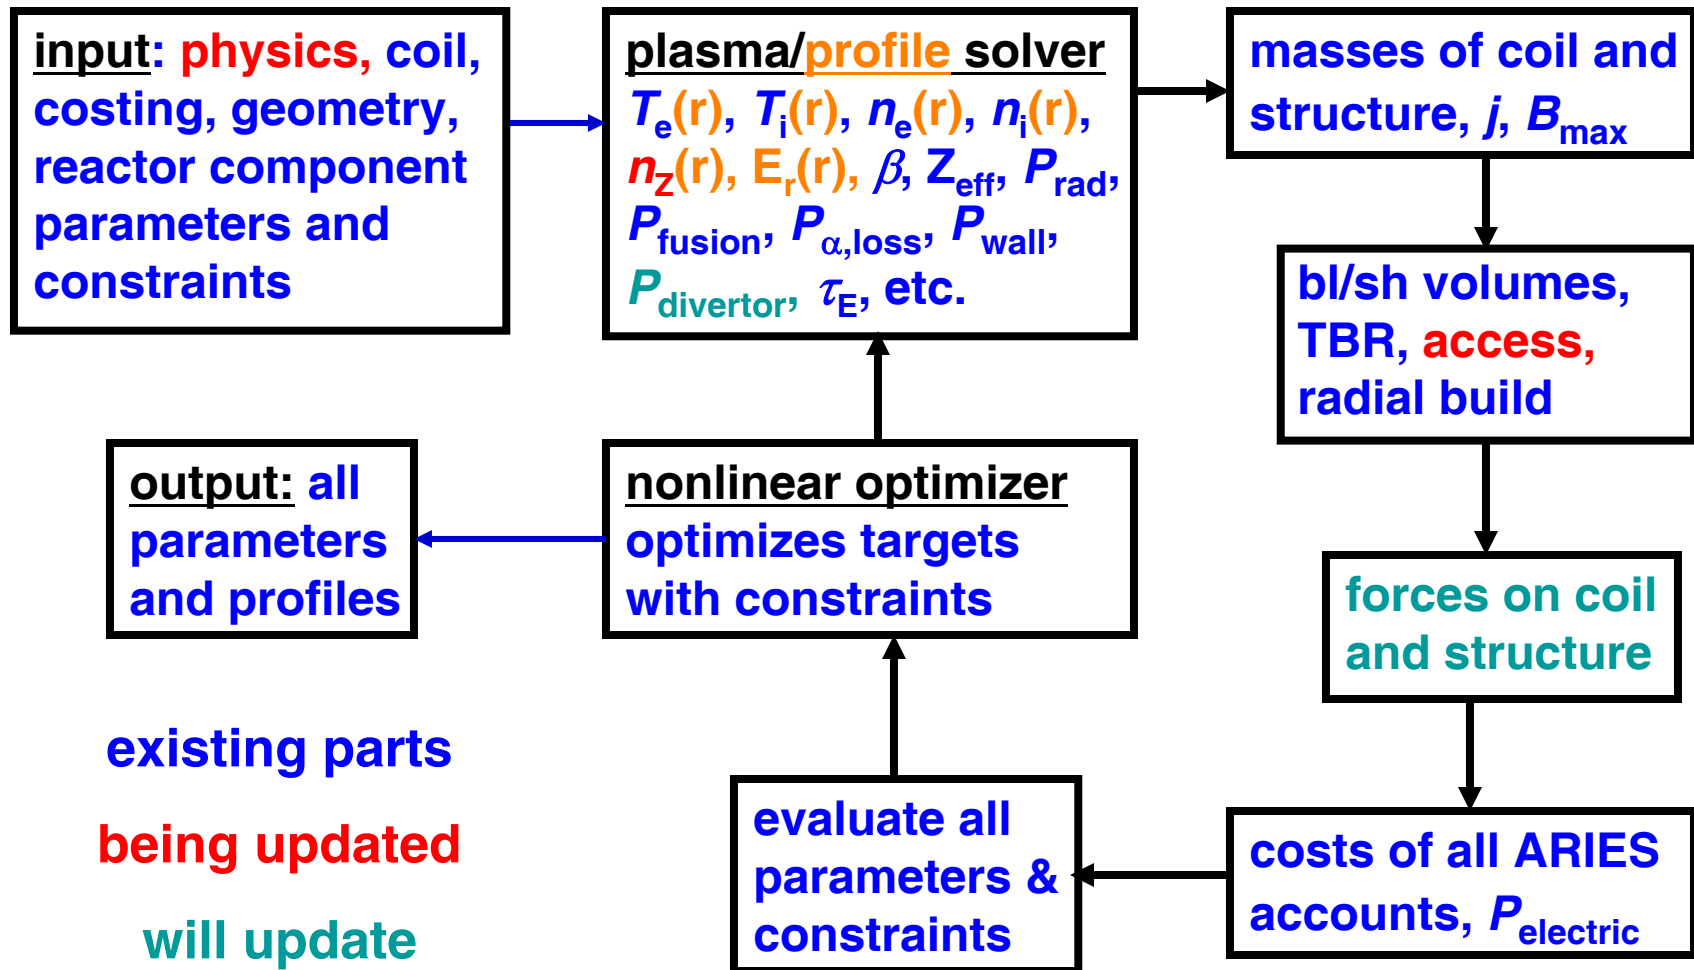 input: physics, coil,
costing, geometry,
reactor component
parameters and
constraints
plasma/profile solver
Te(r), Ti(r), ne(r), ni(r),
nZ(r), Er(r), β, Zeff, Prad,
Pfusion, Pα,loss, Pwall,
Pdivertor, τE, etc.
masses of coil and
structure, j, Bmax
bl/sh volumes,
TBR, access,
radial build
forces on coil
and structure
costs of all ARIES
accounts, Pelectric
evaluate all
parameters &
constraints
nonlinear optimizer
optimizes targets
with constraints
output: all
parameters
and profiles
existing parts
being updated
will update